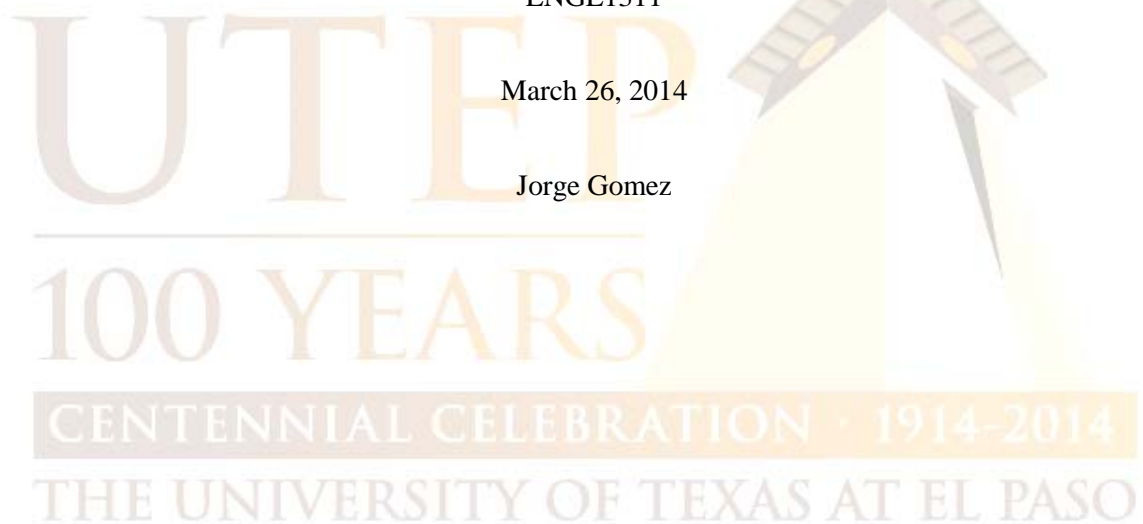 UTEP
March 26, 2014
Jorge Gomez
100 YEARS
CENTENNIAL CELEBRATION · 1914-2014
THE UNIVERSITY OF TEXAS AT EL PASO